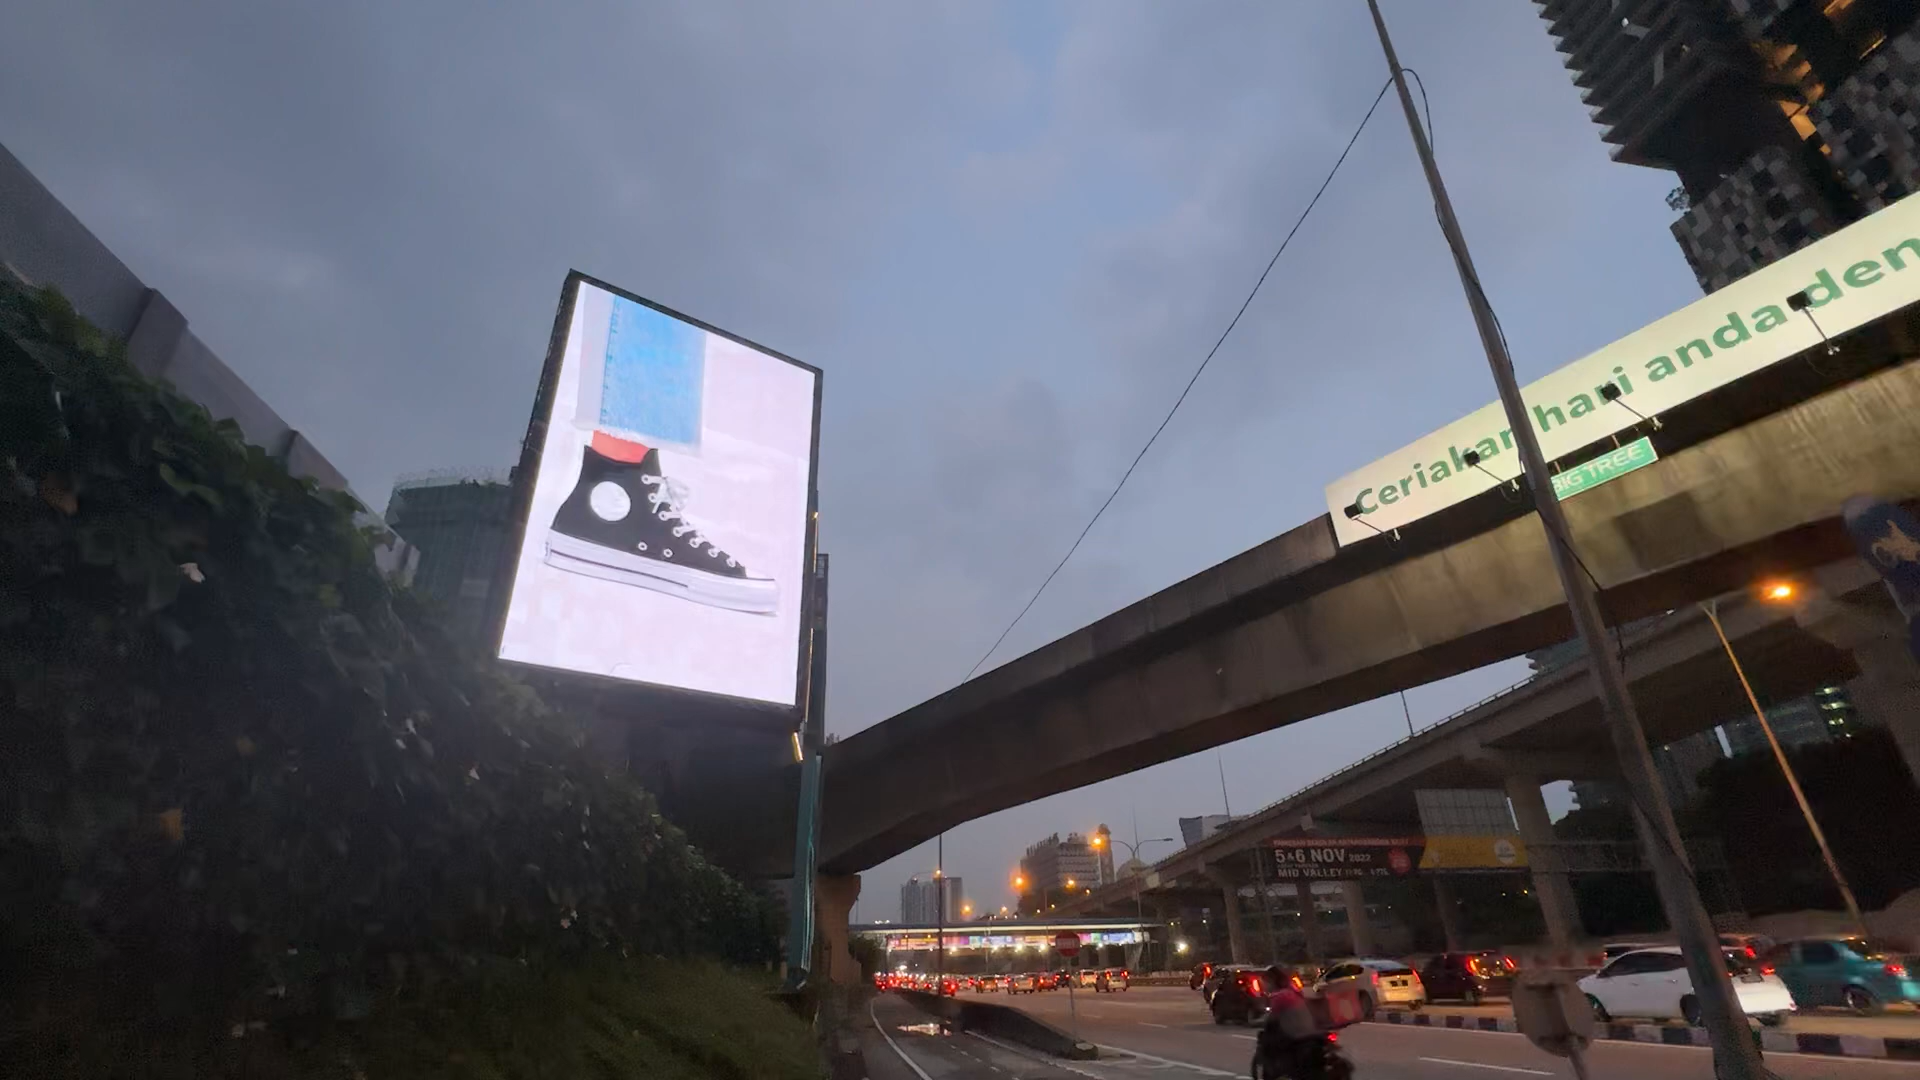 Ceriakan hari anda den
BIG TREE
5&6 NOV 2022
MID VALLEY